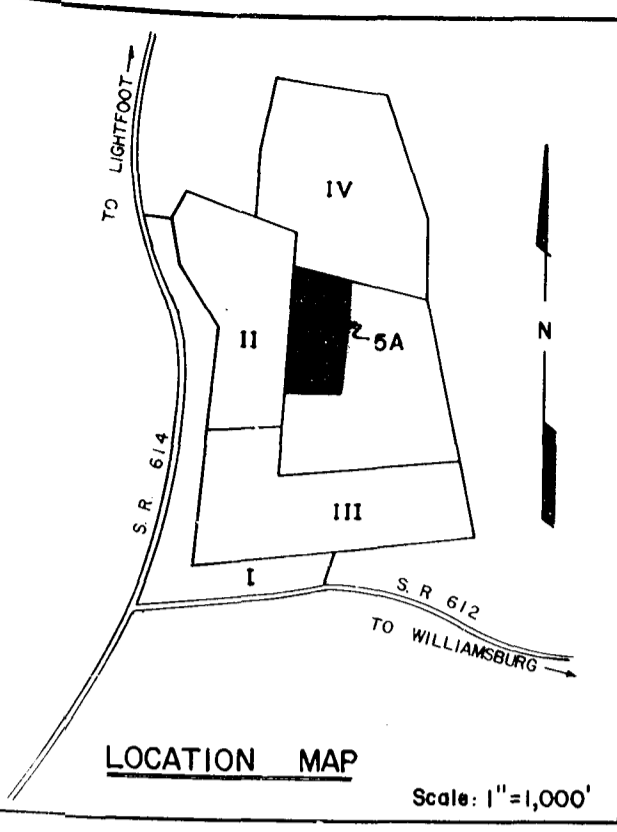 TO LIGHTFOOT
IV
II
5A
N
S. R. 614
III
I
S. R 612
TO WILLIAMSBURG
LOCATION MAP
Scale: 1"=1,000'